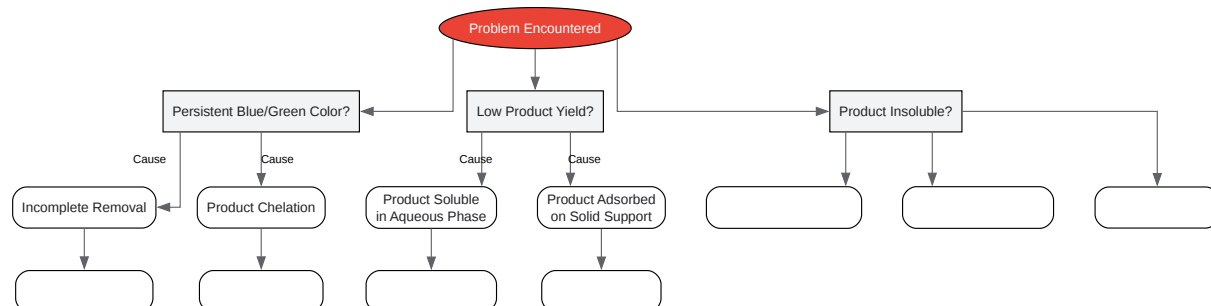 Problem Encountered
Persistent Blue/Green Color?
Low Product Yield?
Product Insoluble?
Cause
Cause
Cause
Cause
Incomplete Removal
Product Chelation
Product Soluble
in Aqueous Phase
Product Adsorbed
on Solid Support